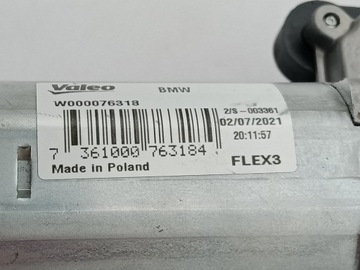 Valeo BMW
W000076318
2/S-003361
02/07/2021
20:11:57
7 361000 763184
Made in Poland FLEX3